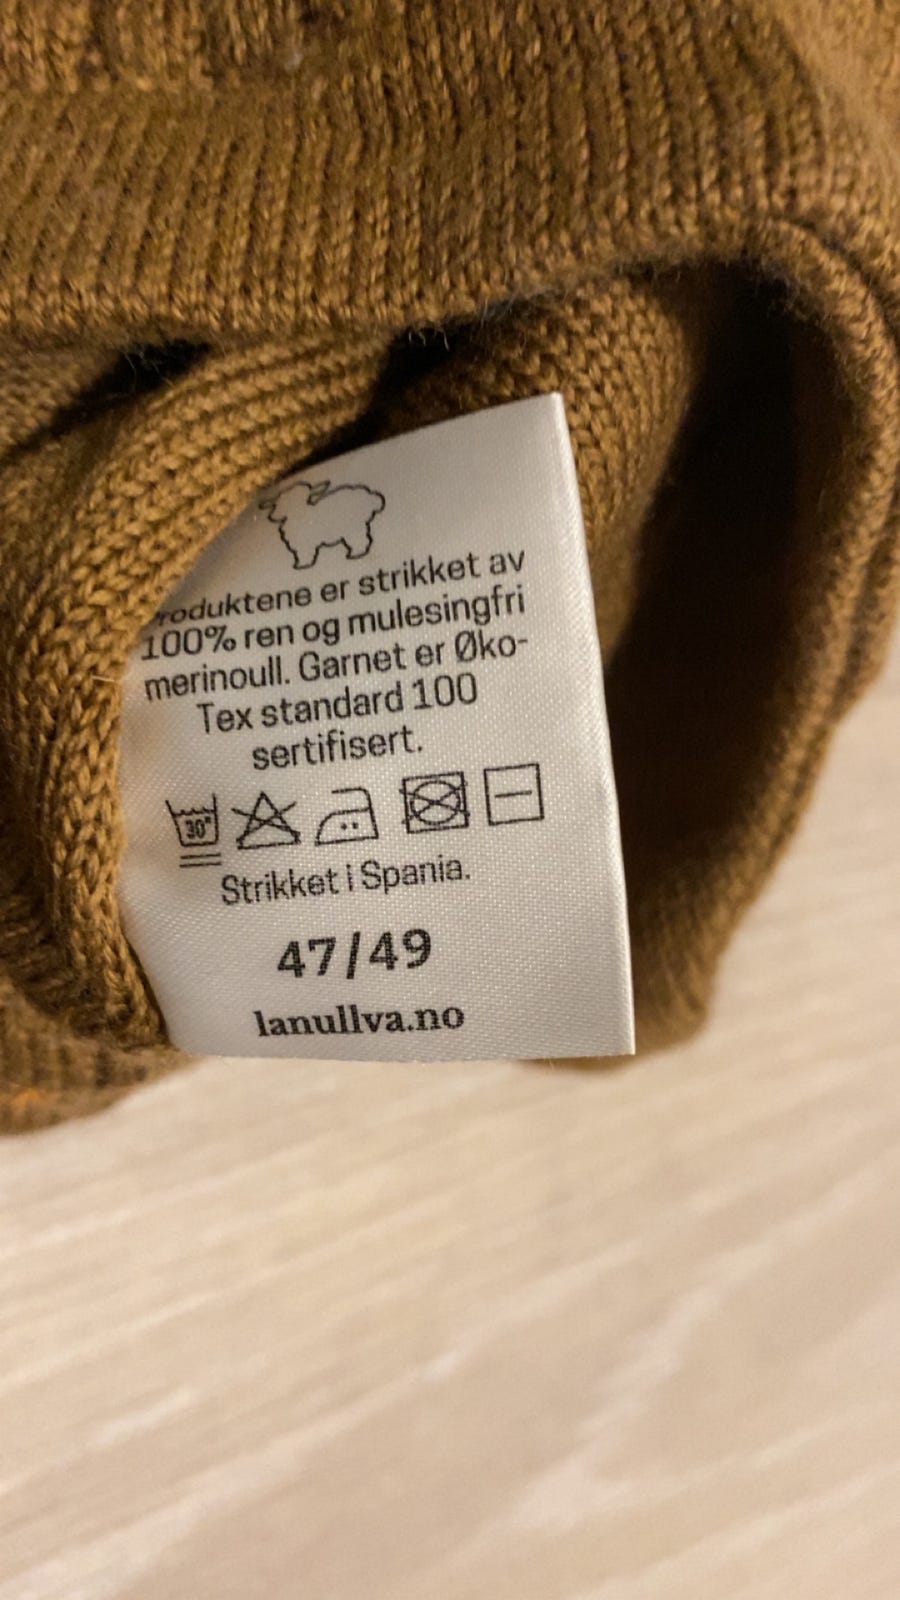 Produktene er strikket av
100% ren og mulesingfri
merinoull. Garnet er Øko-
Tex standard 100
sertifisert.
30°
Strikket i Spania.
47/49
lanullva.no